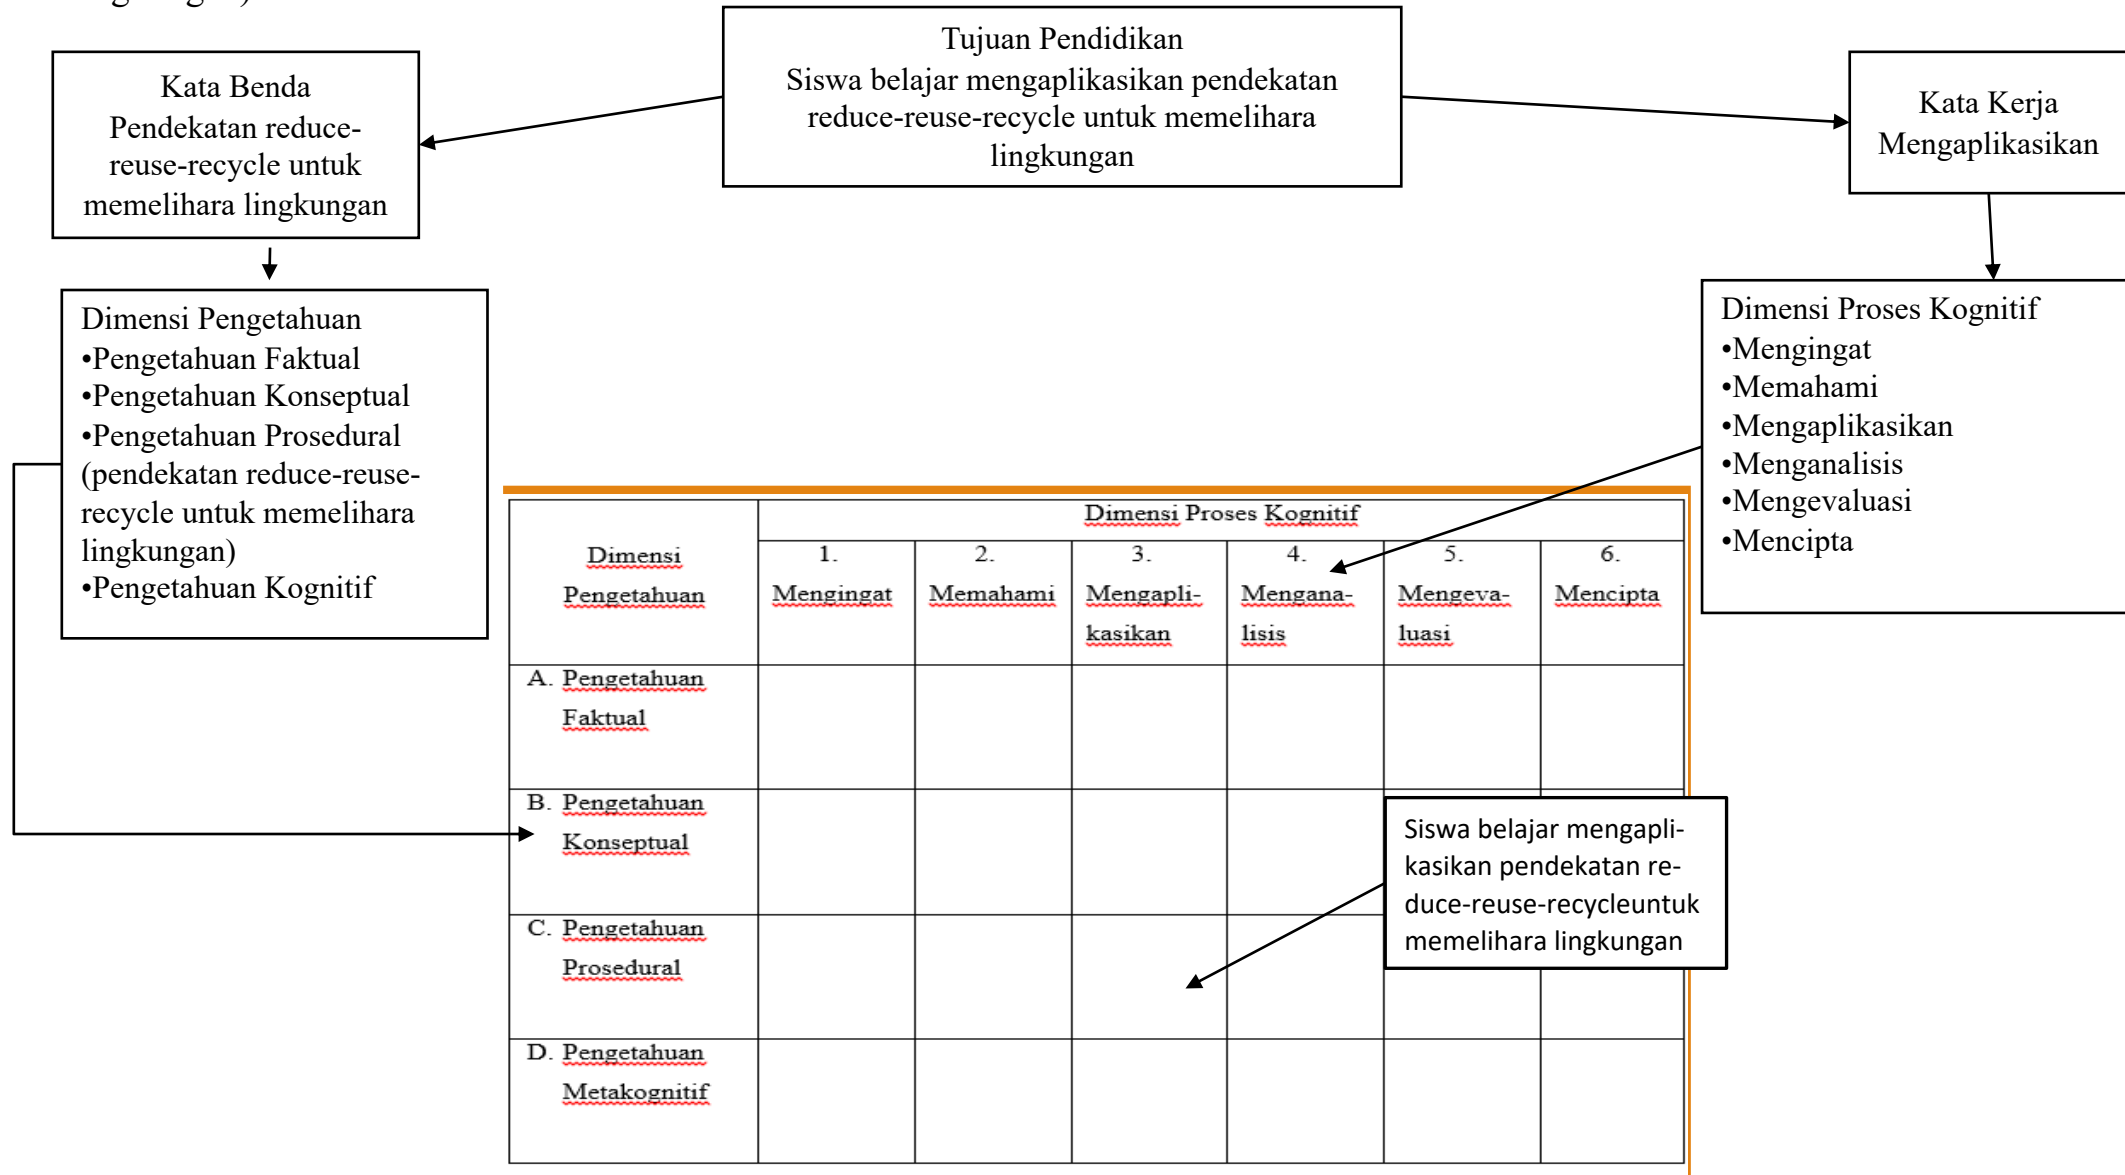 Tujuan Pendidikan
Siswa belajar mengaplikasikan pendekatan
reduce-reuse-recycle untuk memelihara
lingkungan
Kata Benda
Pendekatan reduce-
reuse-recycle untuk
memelihara lingkungan
Kata Kerja
Mengaplikasikan
Dimensi Pengetahuan
•Pengetahuan Faktual
•Pengetahuan Konseptual
•Pengetahuan Prosedural
(pendekatan reduce-reuse-
recycle untuk memelihara
lingkungan)
•Pengetahuan Kognitif
Dimensi Proses Kognitif
•Mengingat
•Memahami
•Mengaplikasikan
•Menganalisis
•Mengevaluasi
•Mencipta
Dimensi
Pengetahuan
Dimensi Proses Kognitif
1.
Mengingat
2.
Memahami
3.
Mengapli-
kasikan
4.
Mengana-
lisis
5.
Mengeva-
luasi
6.
Mencipta
A. Pengetahuan
Faktual
B. Pengetahuan
Konseptual
C. Pengetahuan
Prosedural
D. Pengetahuan
Metakognitif
Siswa belajar mengapli-
kasikan pendekatan re-
duce-reuse-recycleuntuk
memelihara lingkungan